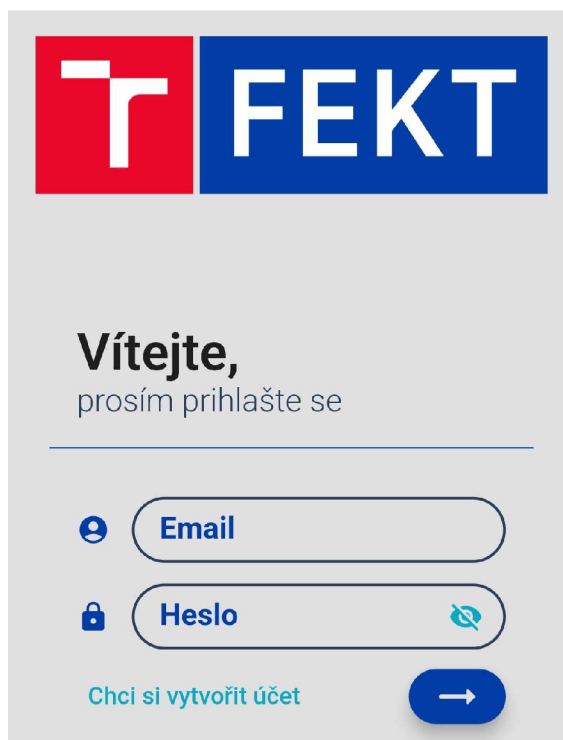 T FEKT
Vítejte,
prosím prihlašte se
Email
Heslo
Chci si vytvořit účet